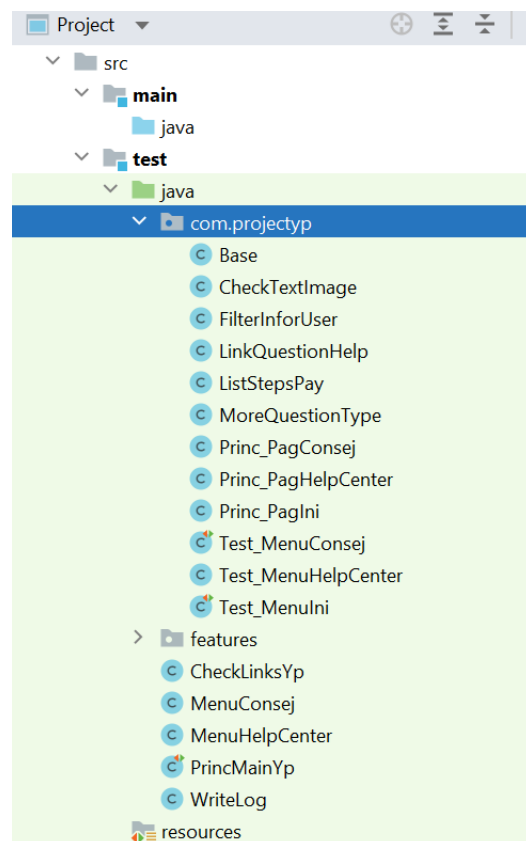 Project
src
main
java
test
java
com.projectyp
C Base
C CheckTextImage
C FilterInforUser
C LinkQuestionHelp
C ListStepsPay
C MoreQuestionType
C Princ_PagConsej
C Princ_PagHelpCenter
C Princ_PagIni
C Test_MenuConsej
C Test_MenuHelpCenter
C Test_MenuIni
features
C CheckLinksYp
C MenuConsej
C MenuHelpCenter
C PrincMainYp
C WriteLog
resources